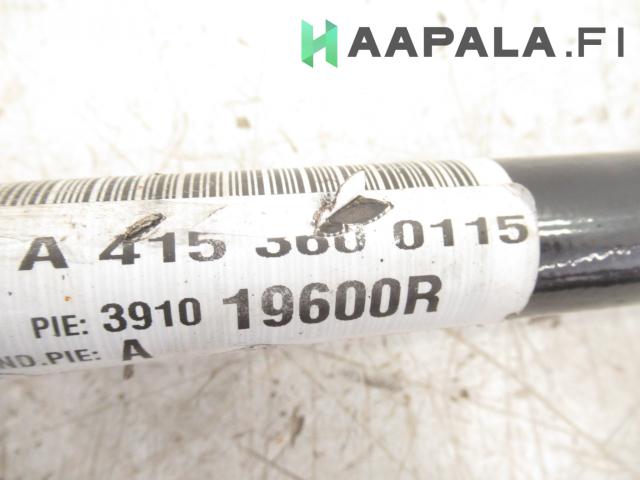 HAAPALA.FI
A 415 360 0115
PIE: 3910 19600R
ND.PIE: A